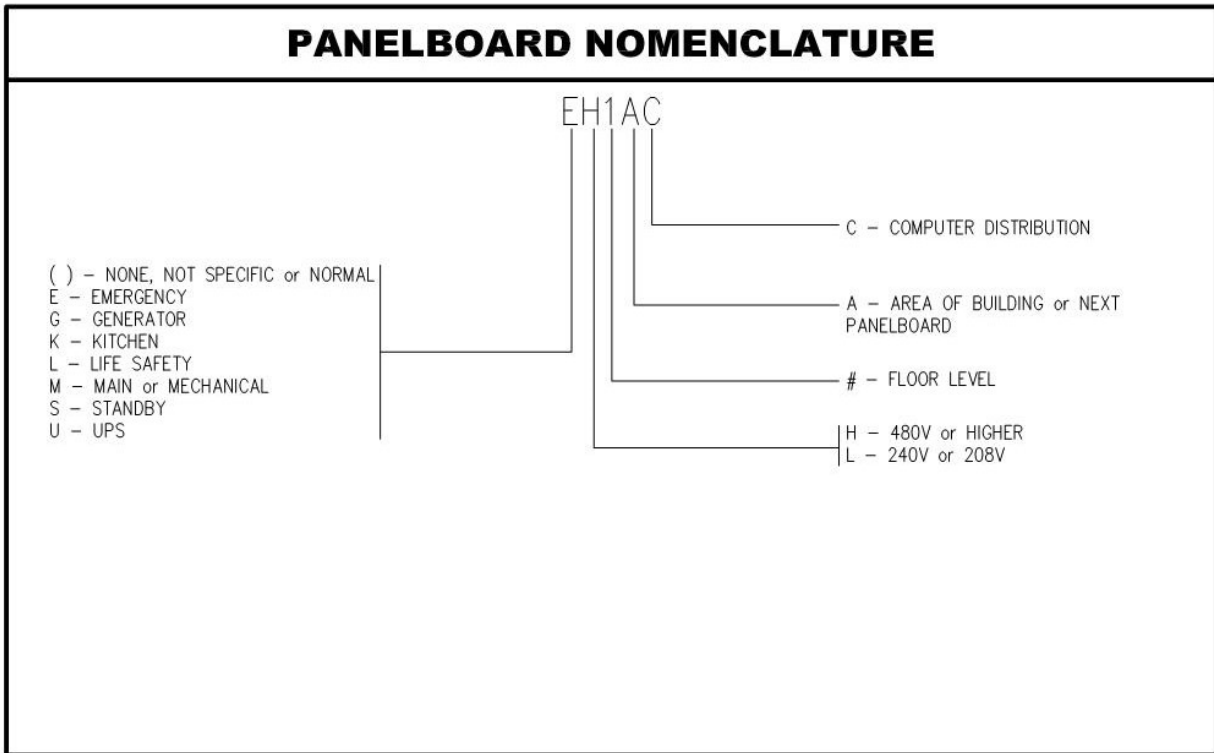 PANELBOARD NOMENCLATURE
EH1AC
( ) – NONE, NOT SPECIFIC or NORMAL
E – EMERGENCY
G – GENERATOR
K – KITCHEN
L – LIFE SAFETY
M – MAIN or MECHANICAL
S – STANDBY
U – UPS
C – COMPUTER DISTRIBUTION
A – AREA OF BUILDING or NEXT
PANELBOARD
# – FLOOR LEVEL
H – 480V or HIGHER
L – 240V or 208V